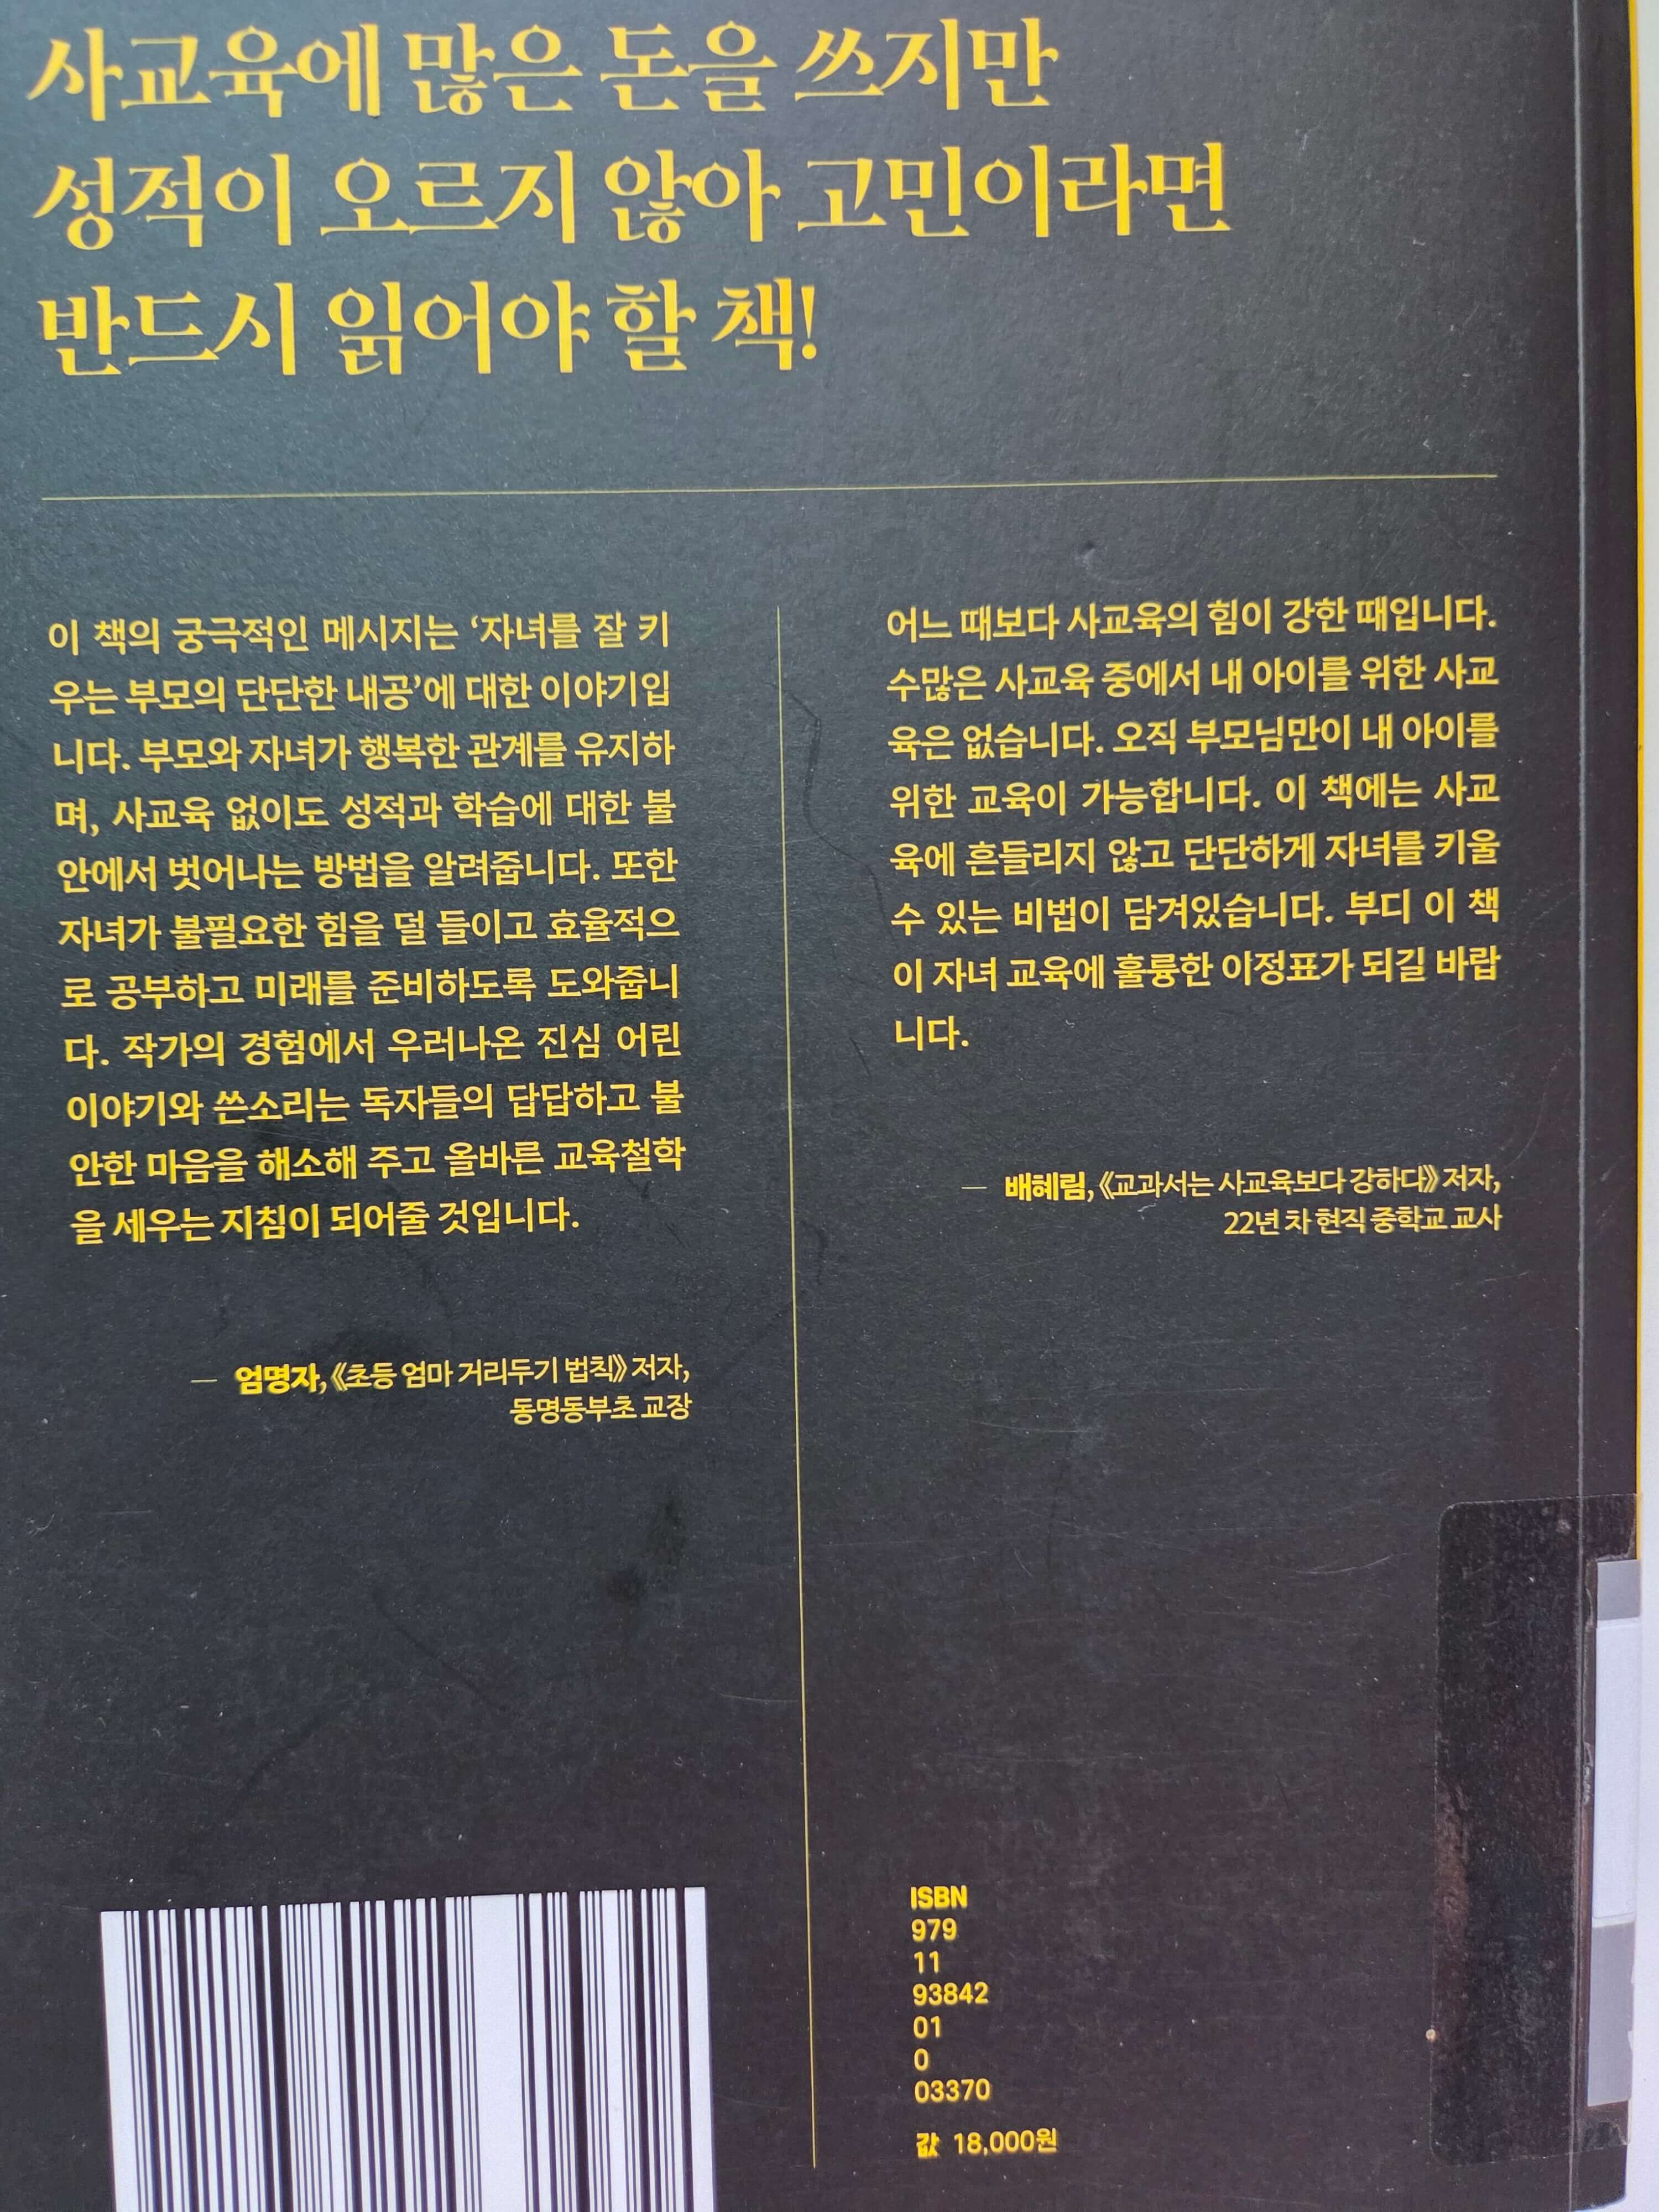 사교육에 많은 돈을 쓰지만
성적이 오르지 않아 고민이라면
반드시 읽어야 할 책!
이 책의 궁극적인 메시지는 ‘자녀를 잘 키
우는 부모의 단단한 내공’에 대한 이야기입
니다. 부모와 자녀가 행복한 관계를 유지하
며, 사교육 없이도 성적과 학습에 대한 불
안에서 벗어나는 방법을 알려줍니다. 또한
자녀가 불필요한 힘을 덜 들이고 효율적으
로 공부하고 미래를 준비하도록 도와줍니
다. 작가의 경험에서 우러나온 진심 어린
이야기와 쓴소리는 독자들의 답답하고 불
안한 마음을 해소해 주고 올바른 교육철학
을 세우는 지침이 되어줄 것입니다.
— 엄명자, 《초등 엄마 거리두기 법칙》 저자,
동명동부초 교장
어느 때보다 사교육의 힘이 강한 때입니다.
수많은 사교육 중에서 내 아이를 위한 사교
육은 없습니다. 오직 부모님만이 내 아이를
위한 교육이 가능합니다. 이 책에는 사교
육에 흔들리지 않고 단단하게 자녀를 키울
수 있는 비법이 담겨있습니다. 부디 이 책
이 자녀 교육에 훌륭한 이정표가 되길 바랍
니다.
— 배혜림, 《교과서는 사교육보다 강하다》 저자,
22년 차 현직 중학교 교사
ISBN
979
11
93842
01
0
03370
값 18,000원